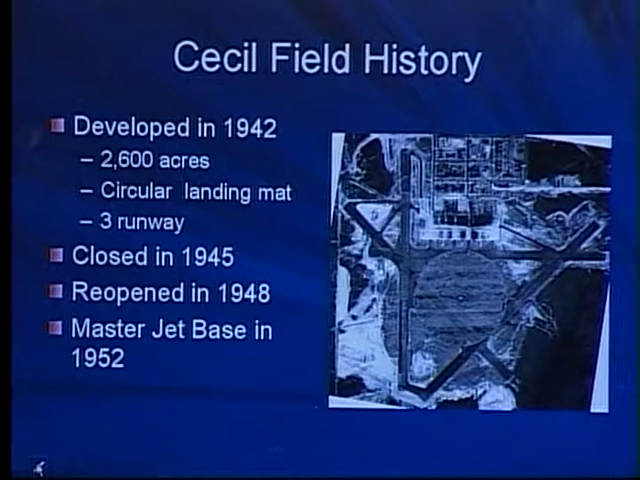 Cecil Field History
Developed in 1942
– 2,600 acres
– Circular landing mat
– 3 runway
Closed in 1945
Reopened in 1948
Master Jet Base in
1952